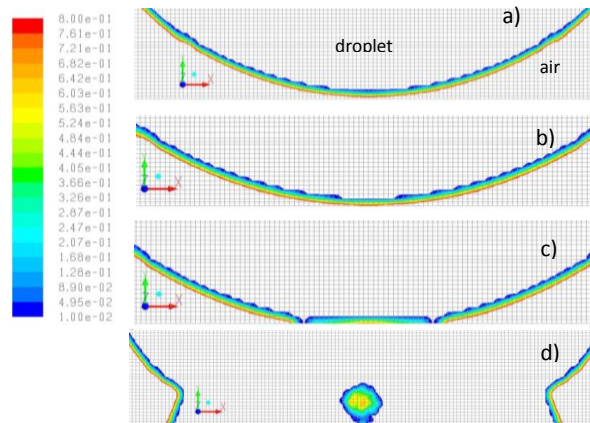 8.00e-01
7.61e-01
7.21e-01
6.82e-01
6.42e-01
6.03e-01
5.63e-01
5.24e-01
4.84e-01
4.44e-01
4.05e-01
3.66e-01
3.26e-01
2.87e-01
2.47e-01
2.07e-01
1.68e-01
1.28e-01
8.90e-02
4.95e-02
1.00e-02
a)
droplet
air
X
b)
X
c)
X
d)
X